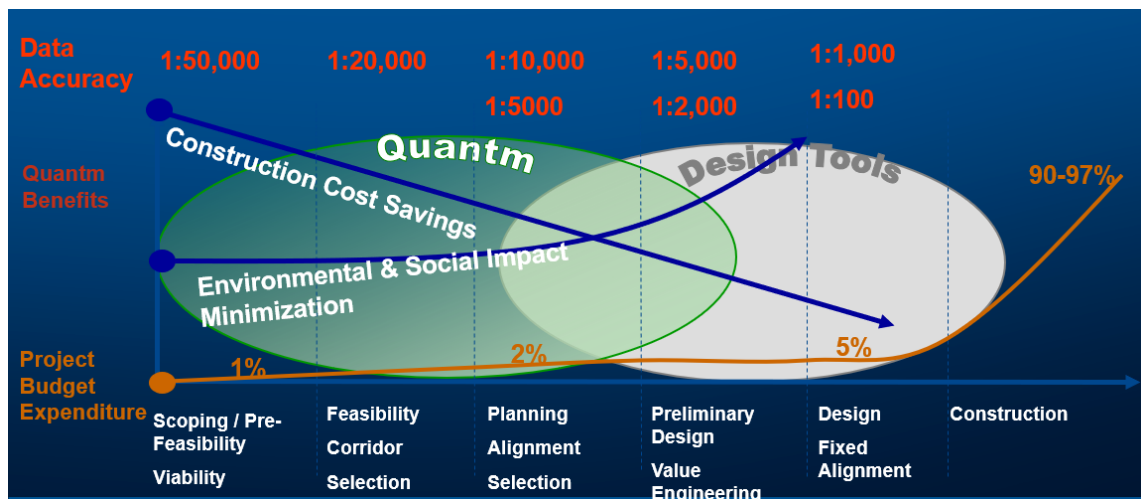 Data
Accuracy
1:50,000
1:20,000
1:10,000
1:5000
1:5,000
1:2,000
1:1,000
1:100
Quantm
Design Tools
Quantm
Benefits
Construction Cost Savings
Environmental & Social Impact
Minimization
90-97%
Project
Budget
Expenditure
1%
2%
5%
Scoping / Pre-
Feasibility
Viability
Feasibility
Corridor
Selection
Planning
Alignment
Selection
Preliminary
Design
Value
Engineering
Design
Fixed
Alignment
Construction